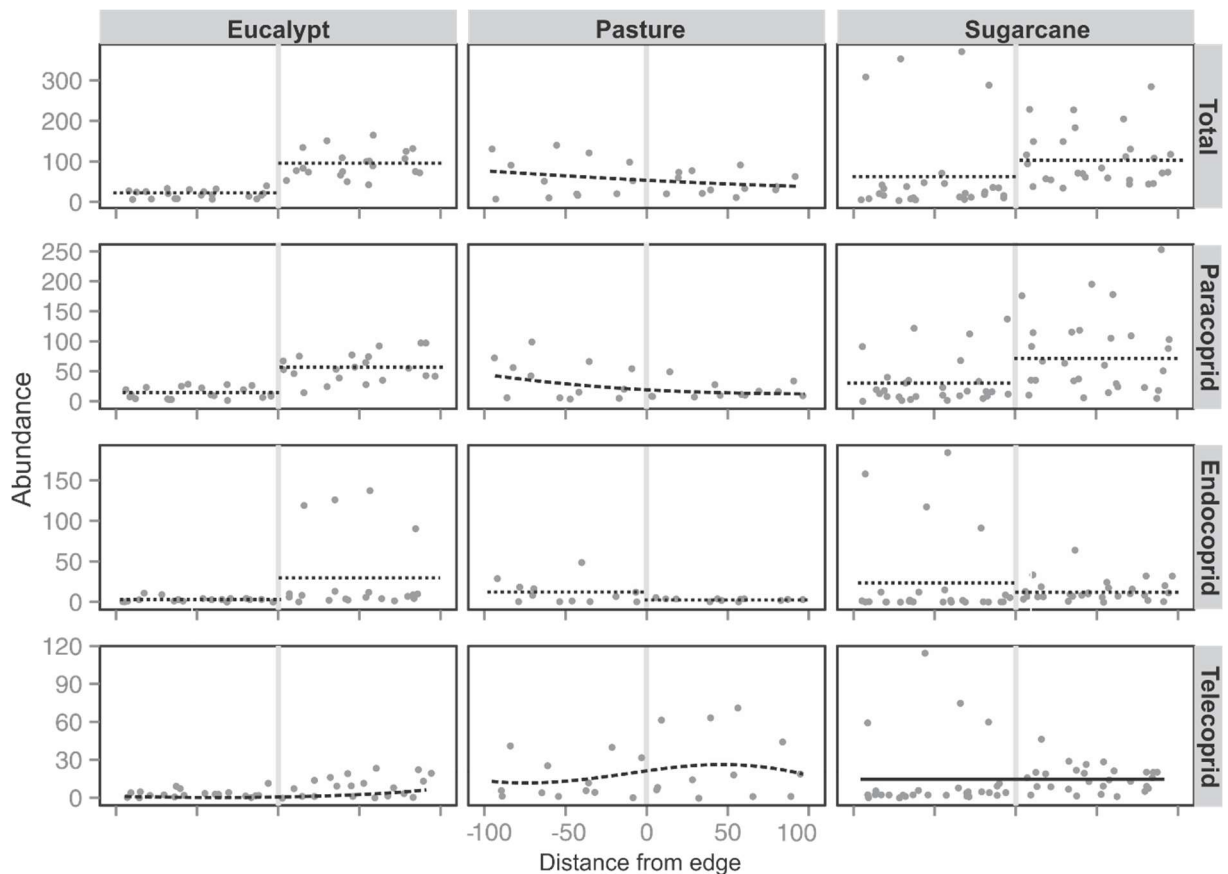 Eucalypt Pasture Sugarcane
Total
300
200
100
0
Paracoprid
250
200
150
100
50
0
Abundance
Endocoprid
150
100
50
0
Telecoprid
120
90
60
30
0
-100 -50 0 50 100
Distance from edge